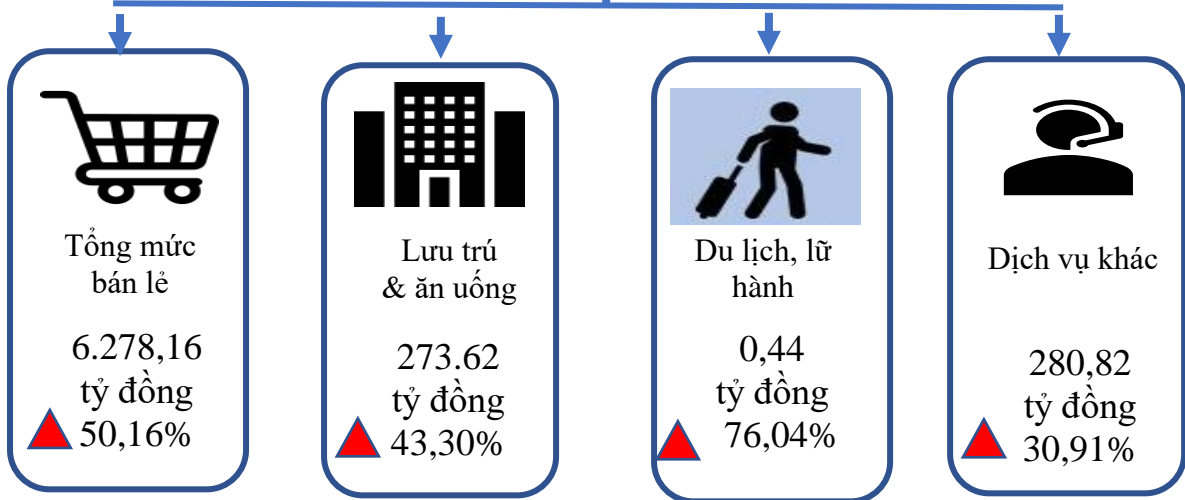 Tổng mức
bán lẻ
6.278,16
tỷ đồng
50,16%
Lưu trú
& ăn uống
273.62
tỷ đồng
43,30%
Du lịch, lữ
hành
0,44
tỷ đồng
76,04%
Dịch vụ khác
280,82
tỷ đồng
30,91%